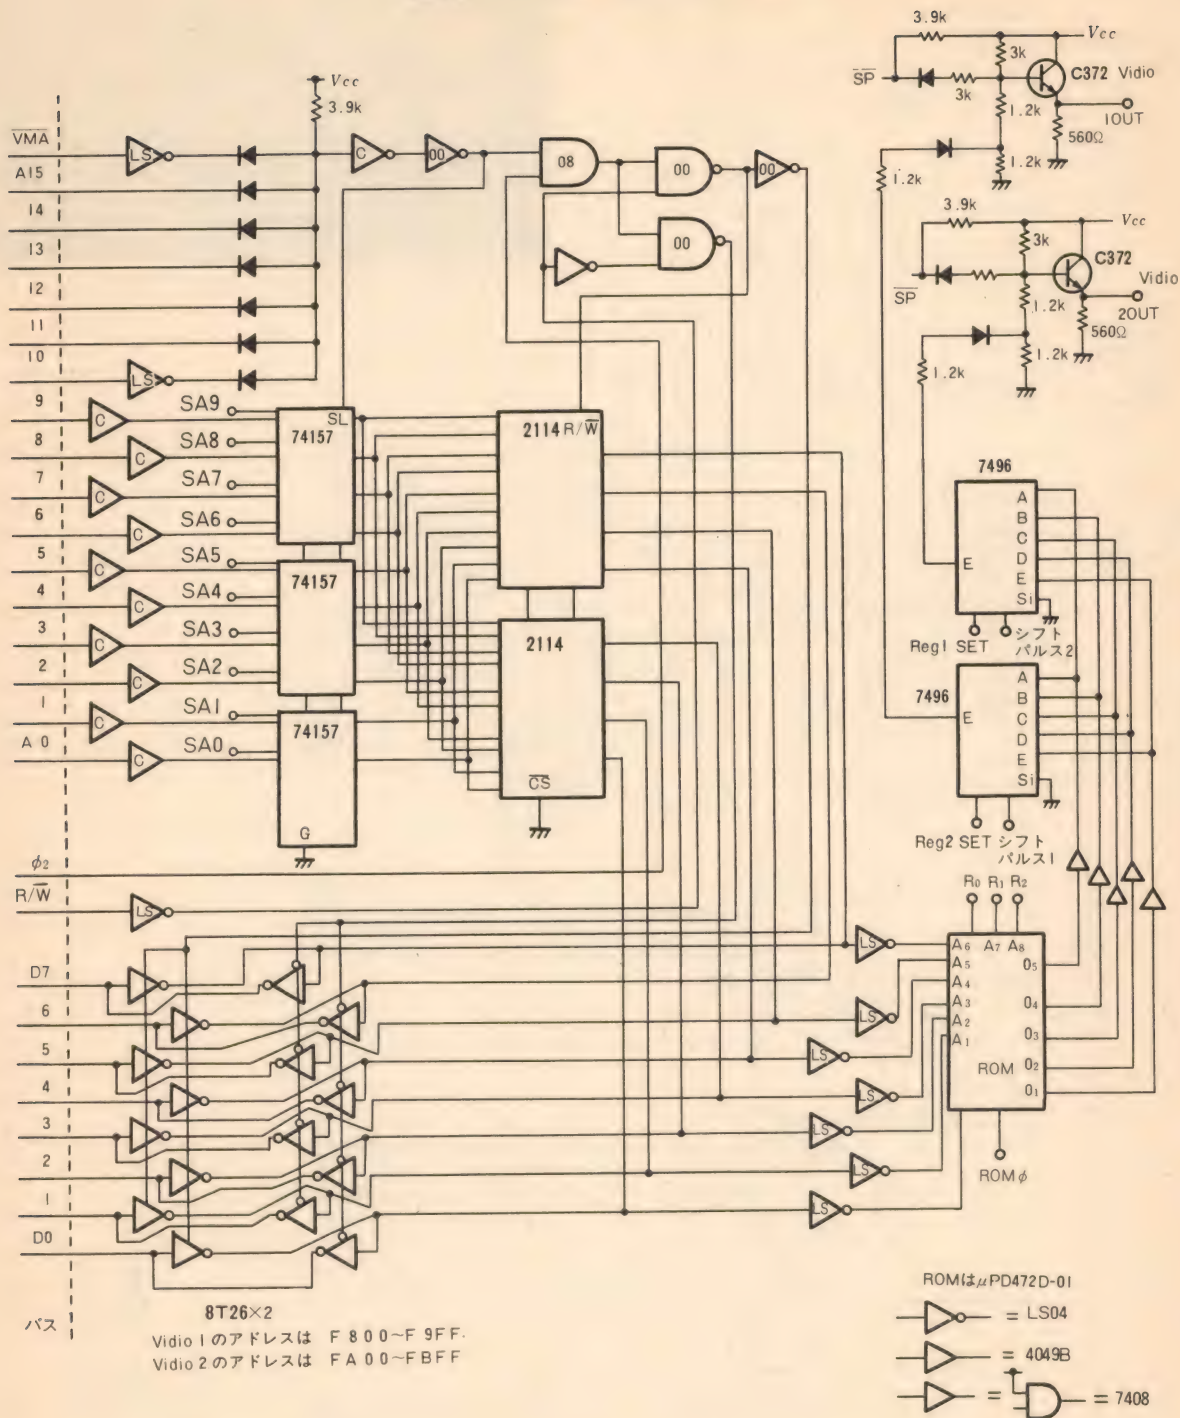 3.9k
Vcc
3k
C372 Vidio
SP
3k
1.2k
1OUT
560Ω
1.2k
1.2k
3.9k
Vcc
3k
C372
Vidio
SP
1.2k
2OUT
560Ω
1.2k
1.2k
Vcc
3.9k
VMA
LS
C
00
08
00
00
00
A15
14
13
12
11
10
LS
9
C
SA9
SL
74157
8
C
SA8
7
C
SA7
6
C
SA6
5
C
SA5
74157
4
C
SA4
3
C
SA3
2
C
SA2
1
C
SA1
74157
A0
C
SA0
G
2114 R/W
2114
CS
7496
A
B
C
D
E
Si
E
Reg1 SET
シフト
パルス2
7496
A
B
C
D
E
Si
E
Reg2 SET
シフト
パルス1
φ2
R/W
LS
R0 R1 R2
A6 A7 A8
A5
A4
A3
A2
A1
O5
O4
O3
O2
O1
ROM
ROMφ
LS
LS
LS
LS
LS
LS
LS
D7
6
5
4
3
2
1
D0
バス
8T26×2
Vidio 1のアドレスは F800~F9FF.
Vidio 2のアドレスは FA00~FBFF
ROMはμPD472D-01
= LS04
= 4049B
= = 7408